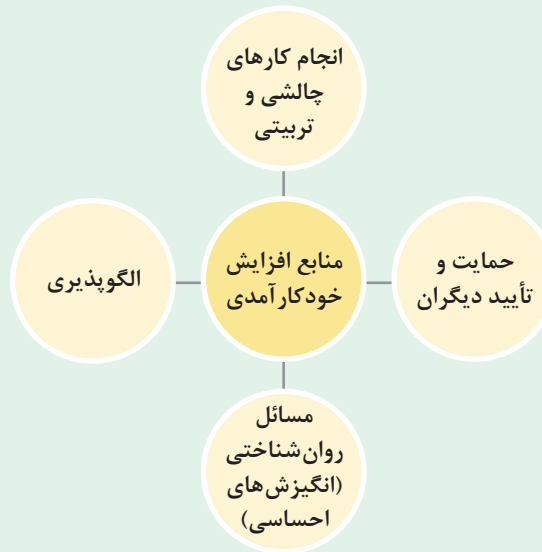 انجام کارهای
چالشی و
تربیتی
حمایت و
تأیید دیگران
منابع افزایش
خودکارآمدی
الگوپذیری
مسائل
روان‌شناختی
(انگیزش‌های
احساسی)